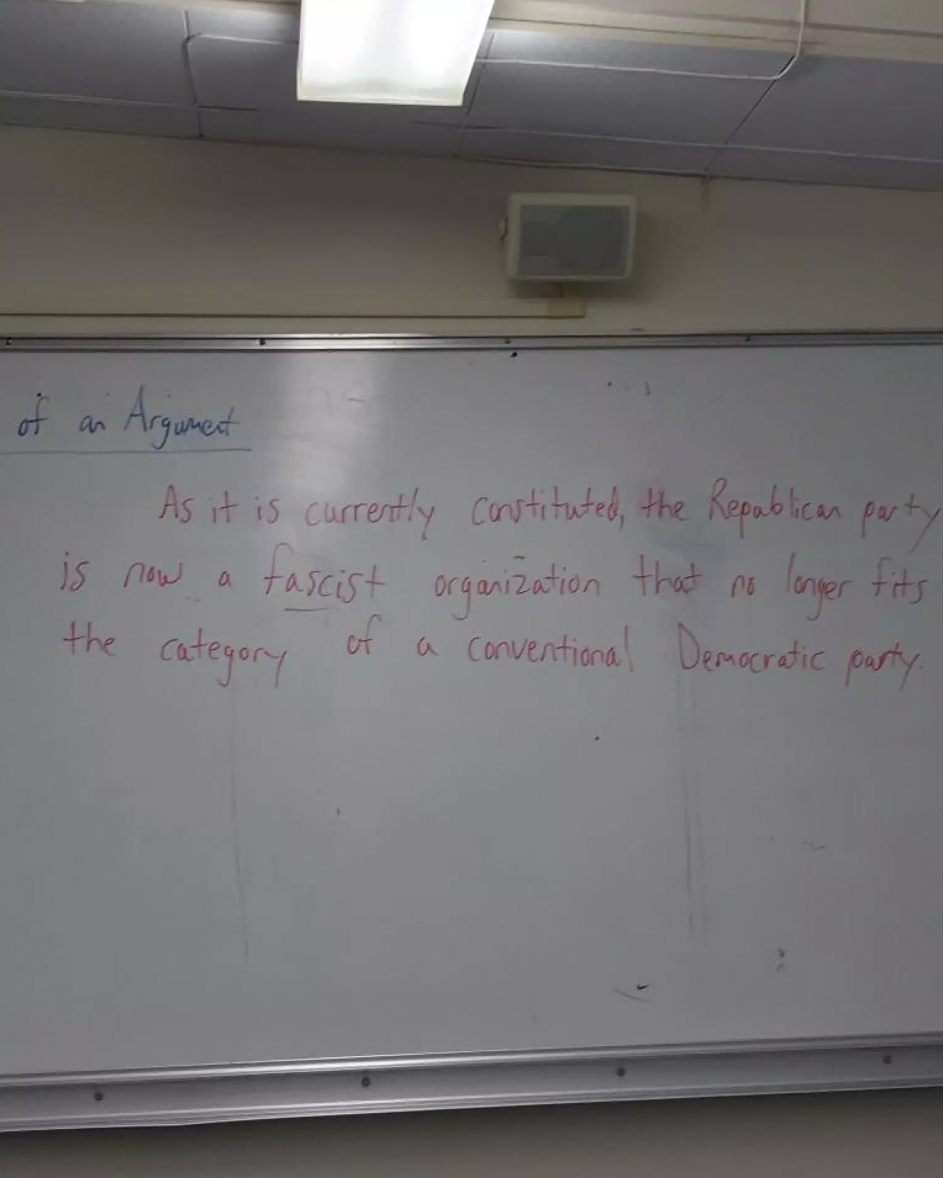 of an Argument
As it is currently constituted, the Republican party
is now a fascist organization that no longer fits
the category of a conventional Democratic party.